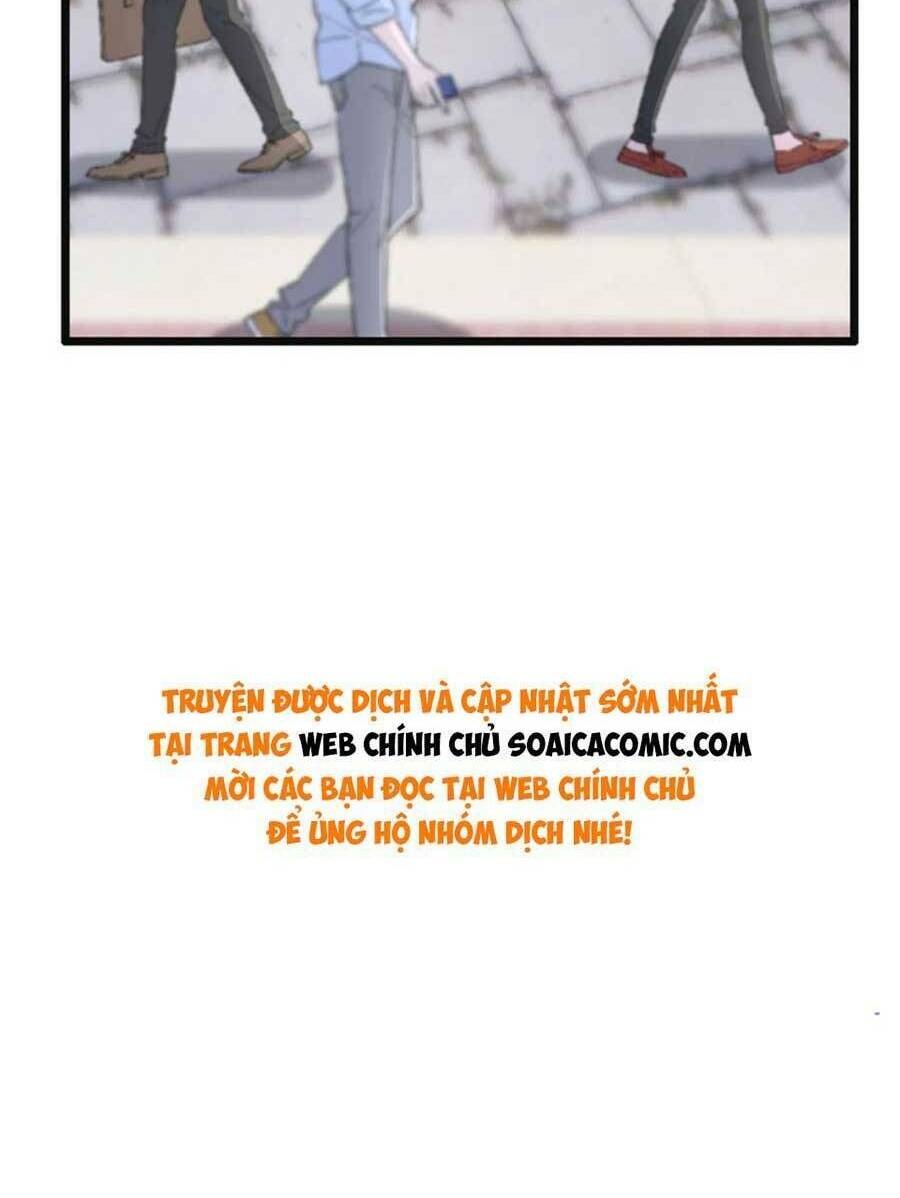 TRUYỆN ĐƯỢC DỊCH VÀ CẬP NHẬT SỚM NHẤT
TẠI TRANG WEB CHÍNH CHỦ SOAICACOMIC.COM
MỜI CÁC BẠN ĐỌC TẠI WEB CHÍNH CHỦ
ĐỂ ỦNG HỘ NHÓM DỊCH NHÉ!